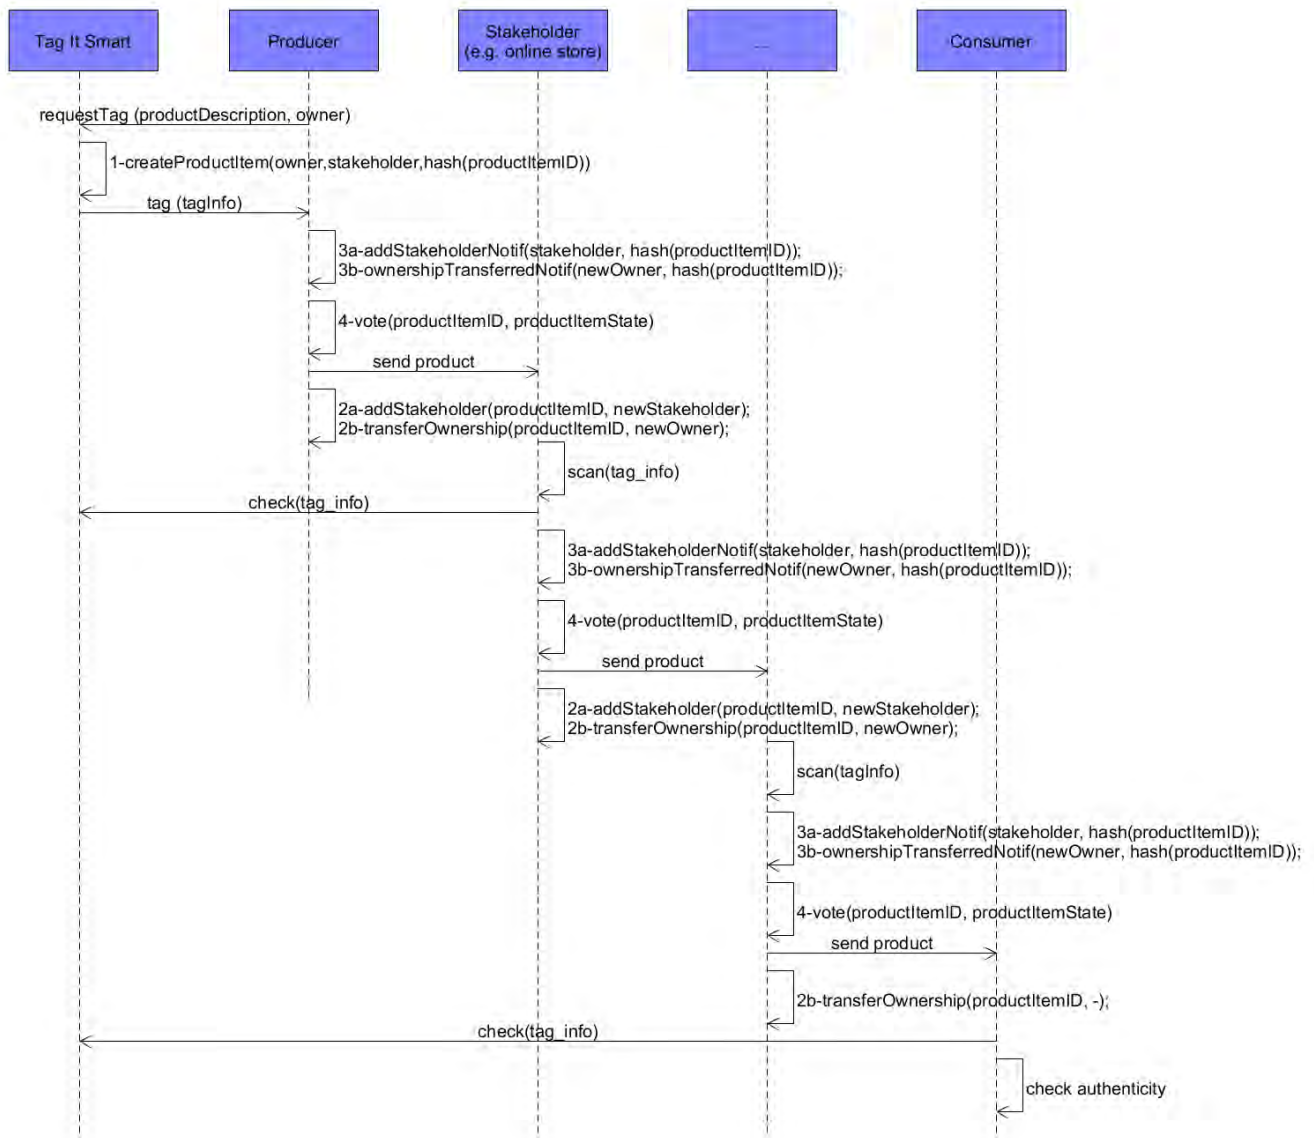 Tag It Smart
Producer
Stakeholder
(e.g. online store)
...
Consumer
requestTag (productDescription, owner)
1-createProductItem(owner,stakeholder,hash(productItemID))
tag (tagInfo)
3a-addStakeholderNotif(stakeholder, hash(productItemID));
3b-ownershipTransferredNotif(newOwner, hash(productItemID));
4-vote(productItemID, productItemState)
send product
2a-addStakeholder(productItemID, newStakeholder);
2b-transferOwnership(productItemID, newOwner);
scan(tag_info)
check(tag_info)
3a-addStakeholderNotif(stakeholder, hash(productItemID));
3b-ownershipTransferredNotif(newOwner, hash(productItemID));
4-vote(productItemID, productItemState)
send product
2a-addStakeholder(productItemID, newStakeholder);
2b-transferOwnership(productItemID, newOwner);
scan(tagInfo)
3a-addStakeholderNotif(stakeholder, hash(productItemID));
3b-ownershipTransferredNotif(newOwner, hash(productItemID));
4-vote(productItemID, productItemState)
send product
2b-transferOwnership(productItemID, -);
check(tag_info)
check authenticity